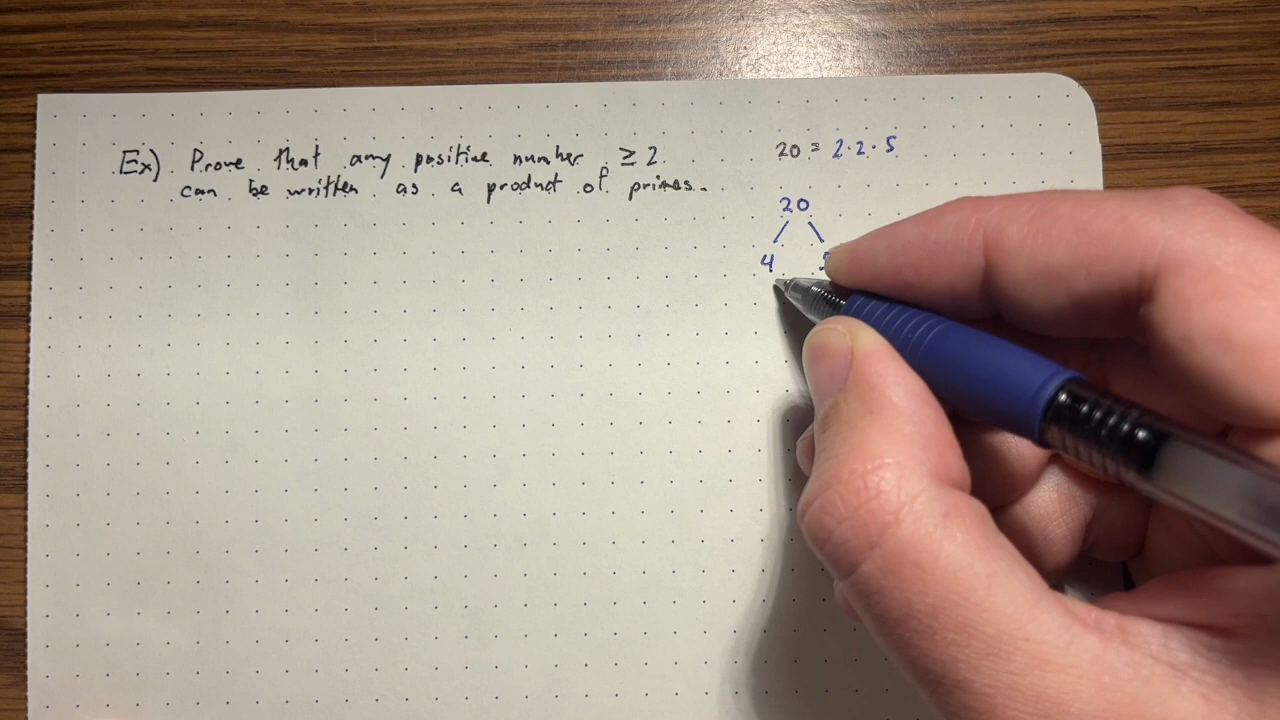 Ex) Prove that any positive number ≥ 2
can be written as a product of primes.
20 = 2·2·5
20
4